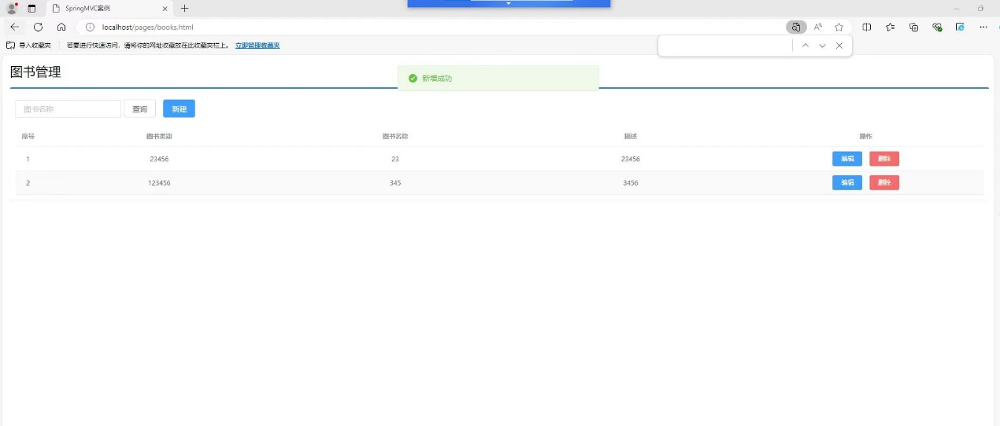 SpringMVC案例
localhost/pages/books.html
导入收藏夹 若要进行快速访问，请将你的网址收藏放在此收藏夹栏上。 立即管理收藏夹
图书管理
新增成功
图书名称 查询 新建
序号 图书类别 图书名称 描述 操作
1 23456 23 23456 编辑 删除
2 123456 345 3456 编辑 删除